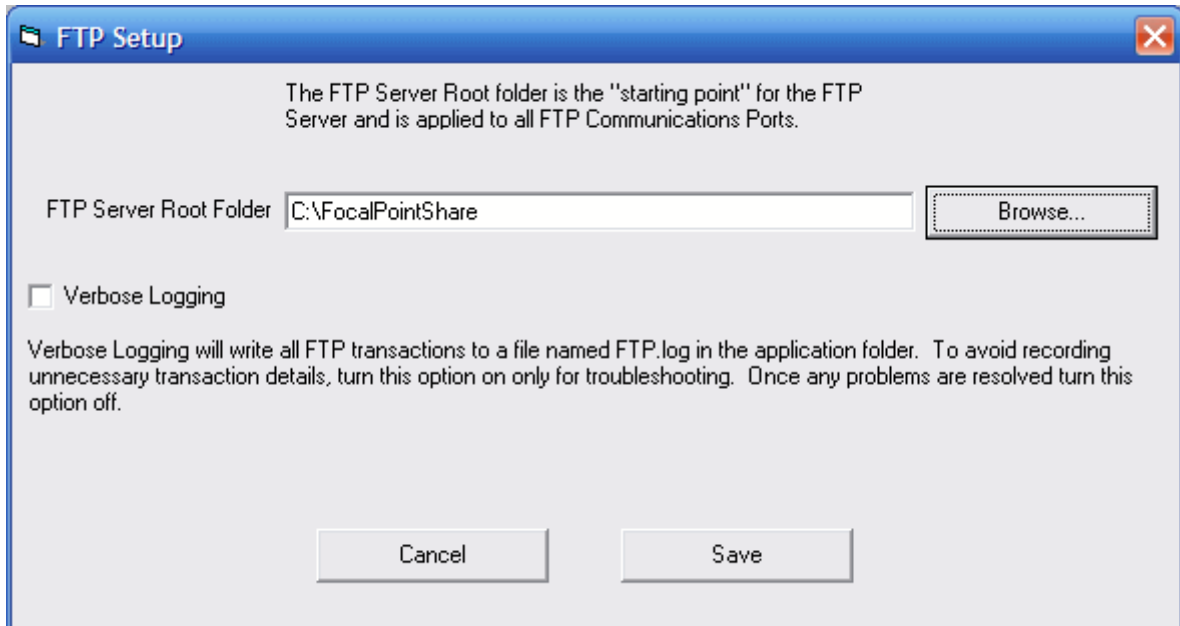 FTP Setup
The FTP Server Root folder is the "starting point" for the FTP
Server and is applied to all FTP Communications Ports.
FTP Server Root Folder C:\FocalPointShare Browse...
Verbose Logging
Verbose Logging will write all FTP transactions to a file named FTP.log in the application folder.  To avoid recording
unnecessary transaction details, turn this option on only for troubleshooting.  Once any problems are resolved turn this
option off.
Cancel Save